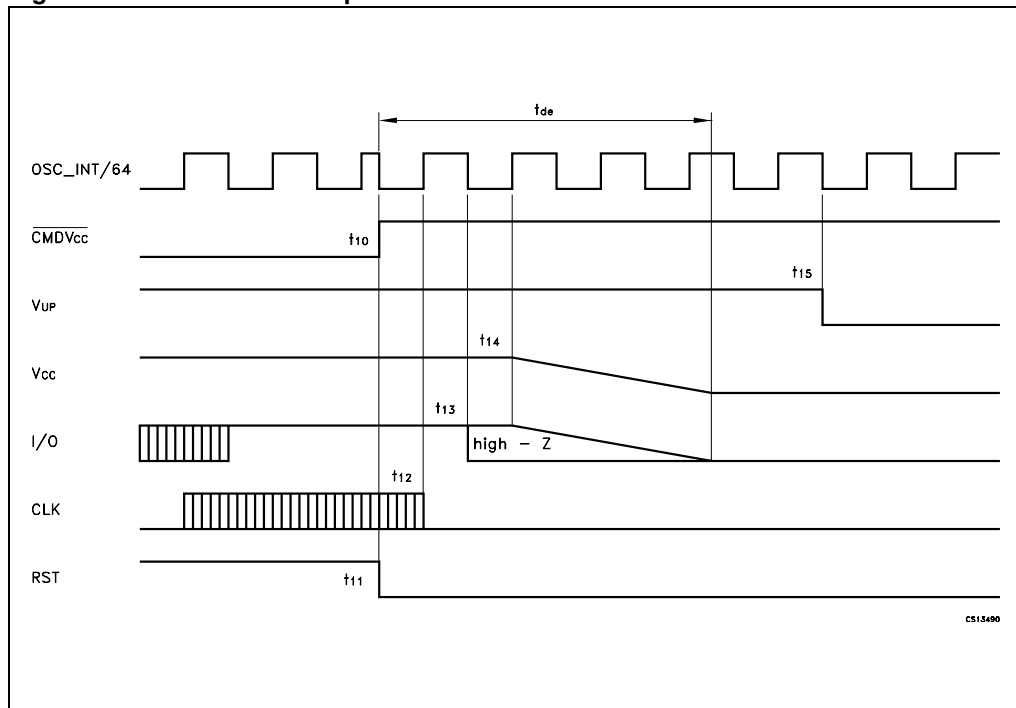 tde
OSC_INT/64
CMDVcc
t10
t15
VUP
t14
Vcc
t13
I/O
high - Z
t12
CLK
RST
t11
CS13490